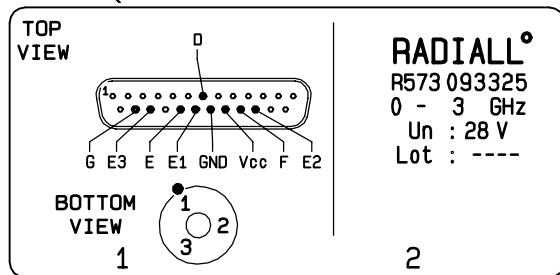 TOP
VIEW
D
1
G E3 E E1 GND Vcc F E2
BOTTOM
VIEW
1
2
3
1
RADIALL°
R573 093325
0 - 3 GHz
Un : 28 V
Lot : ----
2